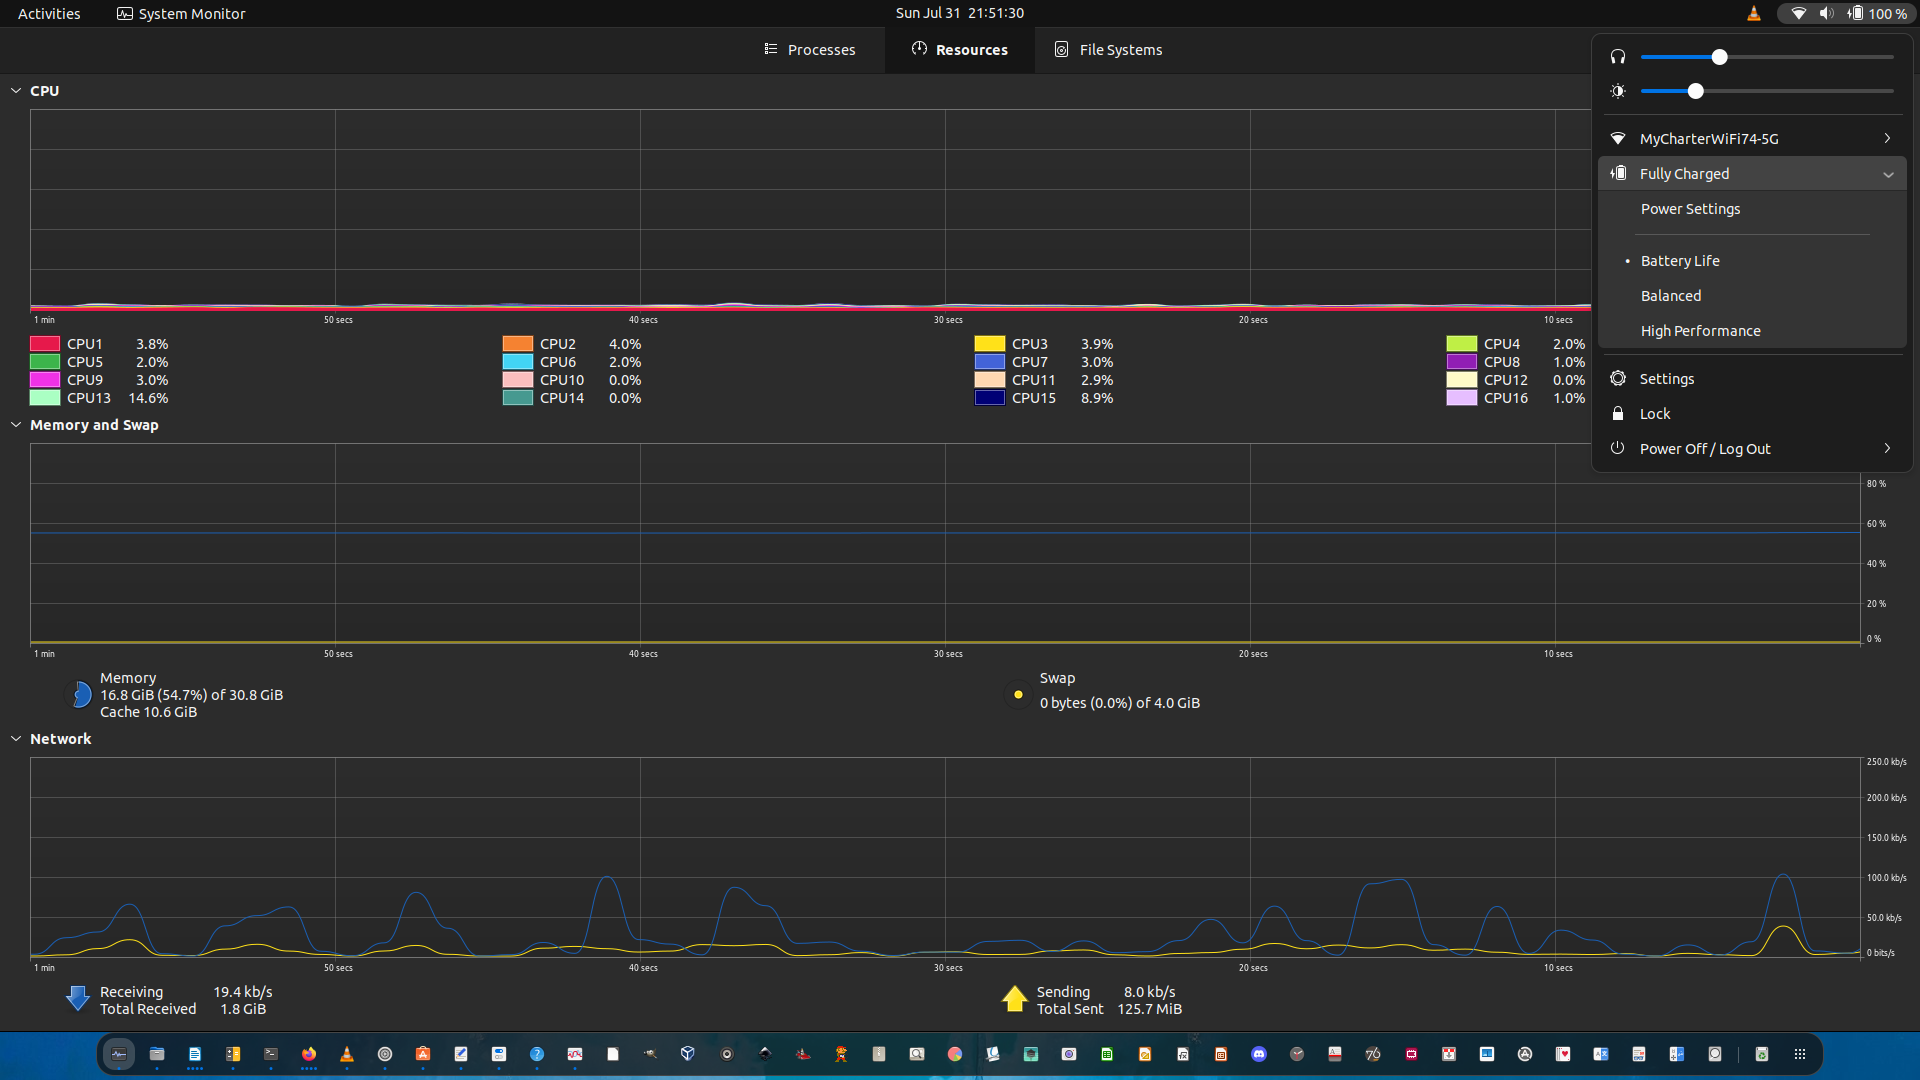 Activities System Monitor Sun Jul 31 21:51:30 100 %
Processes Resources File Systems
CPU
1 min 50 secs 40 secs 30 secs 20 secs 10 secs
CPU1 3.8% CPU2 4.0% CPU3 3.9% CPU4 2.0%
CPU5 2.0% CPU6 2.0% CPU7 3.0% CPU8 1.0%
CPU9 3.0% CPU10 0.0% CPU11 2.9% CPU12 0.0%
CPU13 14.6% CPU14 0.0% CPU15 8.9% CPU16 1.0%
MyCharterWiFi74-5G
Fully Charged
Power Settings
Battery Life
Balanced
High Performance
Settings
Lock
Power Off / Log Out
Memory and Swap
80 %
60 %
40 %
20 %
0 %
1 min 50 secs 40 secs 30 secs 20 secs 10 secs
Memory
16.8 GiB (54.7%) of 30.8 GiB
Cache 10.6 GiB
Swap
0 bytes (0.0%) of 4.0 GiB
Network
250.0 kb/s
200.0 kb/s
150.0 kb/s
100.0 kb/s
50.0 kb/s
0 bits/s
1 min 50 secs 40 secs 30 secs 20 secs 10 secs
Receiving 19.4 kb/s
Total Received 1.8 GiB
Sending 8.0 kb/s
Total Sent 125.7 MiB